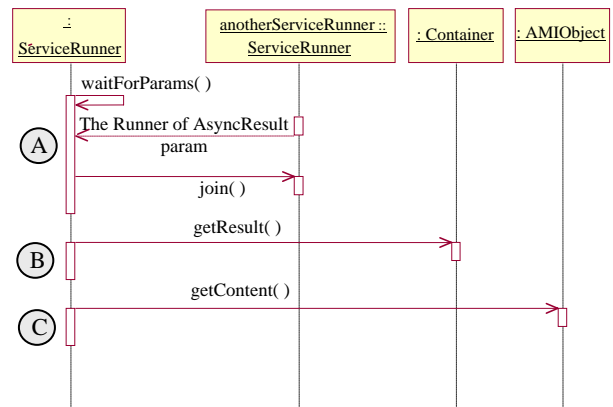 :
ServiceRunner
anotherServiceRunner ::
ServiceRunner
: Container
: AMIObject
waitForParams( )
The Runner of AsyncResult
param
A
join( )
getResult( )
B
getContent( )
C